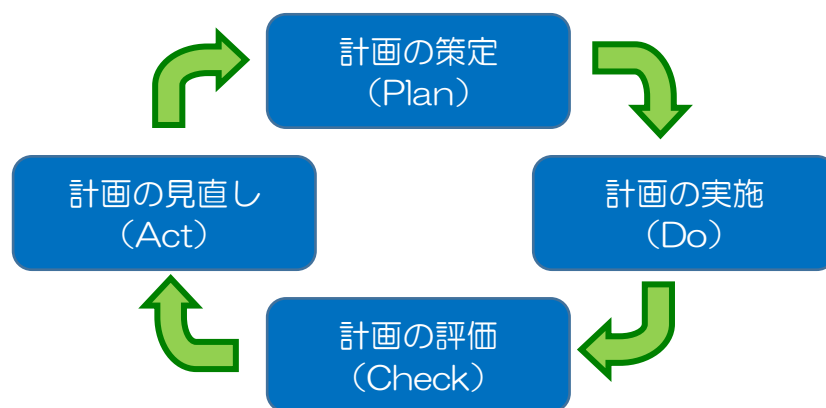 計画の策定
（Plan）
計画の実施
（Do）
計画の評価
（Check）
計画の見直し
（Act）